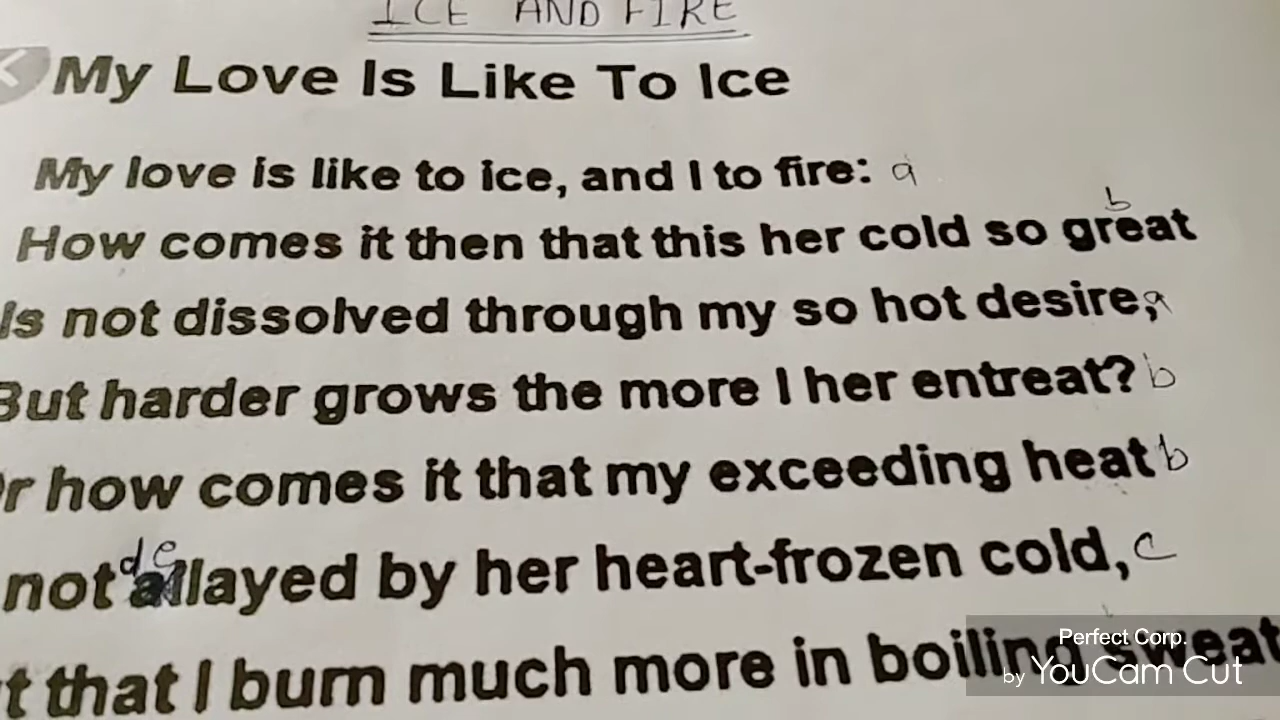 ICE AND FIRE
My Love Is Like To Ice
My love is like to ice, and I to fire: a
b
How comes it then that this her cold so great
Is not dissolved through my so hot desire, a
But harder grows the more I her entreat? b
r how comes it that my exceeding heat b
de
not allayed by her heart-frozen cold, c
t that I burn much more in boiling sweat
Perfect Corp.
by YouCam Cut